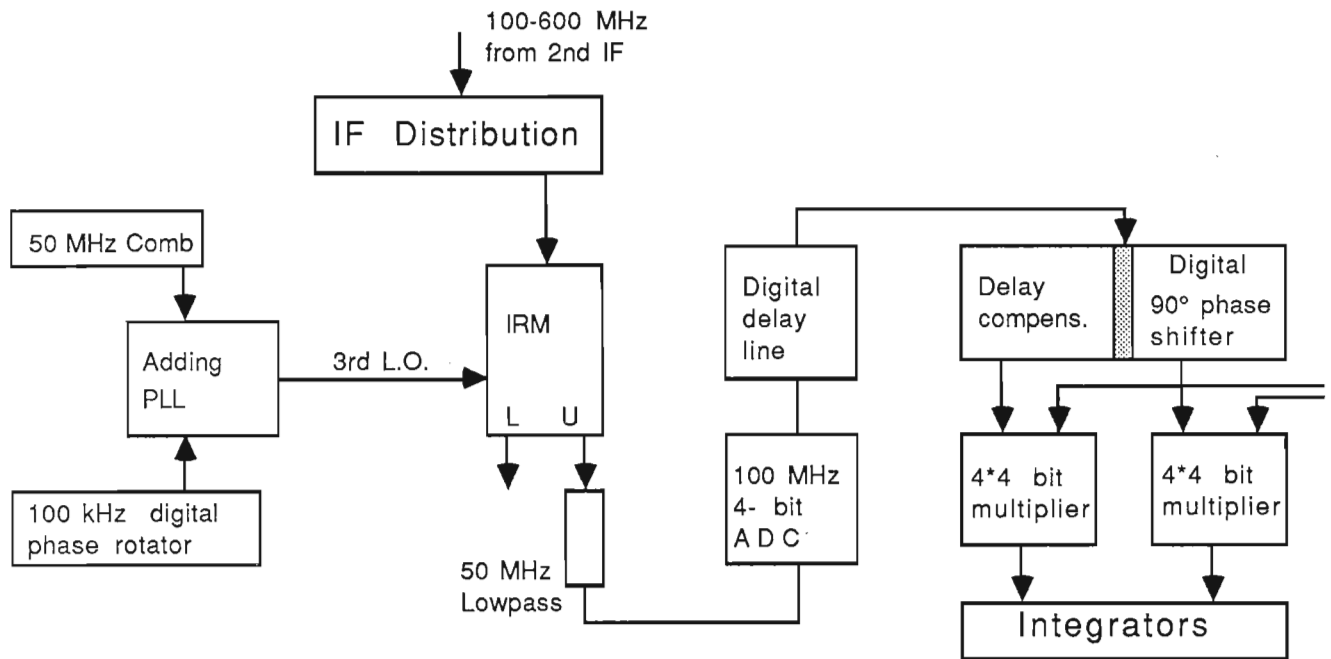 100-600 MHz
from 2nd IF
IF Distribution
50 MHz Comb
Adding
PLL
3rd L.O.
IRM
L U
100 kHz digital
phase rotator
50 MHz
Lowpass
Digital
delay
line
100 MHz
4- bit
A D C
Delay
compens.
Digital
90° phase
shifter
4*4 bit
multiplier
4*4 bit
multiplier
Integrators